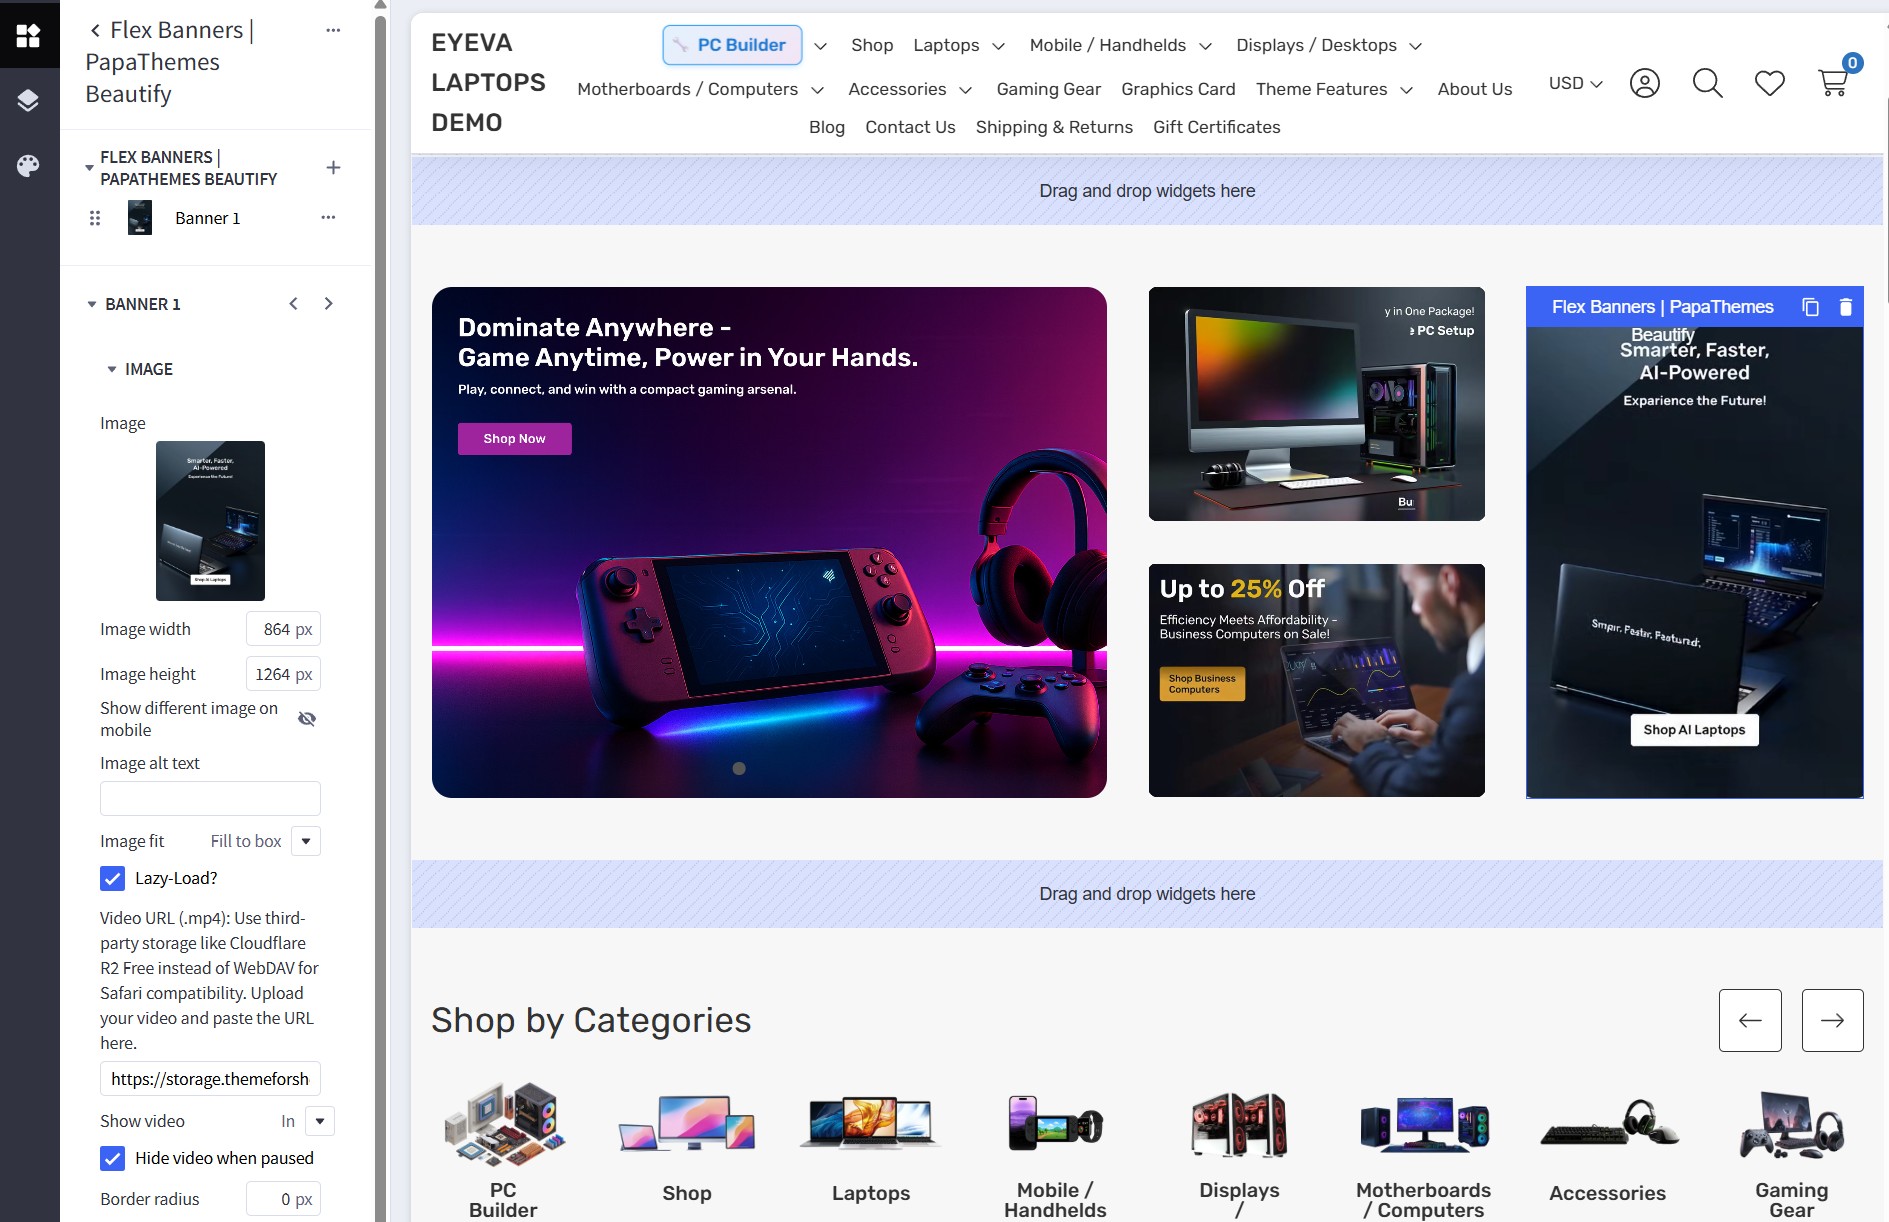 Flex Banners |
PapaThemes
Beautify
FLEX BANNERS |
PAPATHEMES BEAUTIFY
Banner 1
BANNER 1
IMAGE
Image
Smarter, Faster,
AI-Powered
Experience the Future!
Shop AI Laptops
Image width
864 px
Image height
1264 px
Show different image on
mobile
Image alt text
Image fit
Fill to box
Lazy-Load?
Video URL (.mp4): Use third-
party storage like Cloudflare
R2 Free instead of WebDAV for
Safari compatibility. Upload
your video and paste the URL
here.
https://storage.themeforsh
Show video
In
Hide video when paused
Border radius
0 px
EYEVA
LAPTOPS
DEMO
PC Builder
Shop
Laptops
Mobile / Handhelds
Displays / Desktops
Motherboards / Computers
Accessories
Gaming Gear
Graphics Card
Theme Features
About Us
Blog
Contact Us
Shipping & Returns
Gift Certificates
USD
0
Drag and drop widgets here
Dominate Anywhere -
Game Anytime, Power in Your Hands.
Play, connect, and win with a compact gaming arsenal.
Shop Now
y in One Package!
PC Setup
Bu
Up to 25% Off
Efficiency Meets Affordability -
Business Computers on Sale!
Shop Business
Computers
Flex Banners | PapaThemes
Beautify
Smarter, Faster,
AI-Powered
Exparience the Future!
Shop AI Laptops
Drag and drop widgets here
Shop by Categories
PC
Builder
Shop
Laptops
Mobile /
Handhelds
Displays
/
Motherboards
/ Computers
Accessories
Gaming
Gear